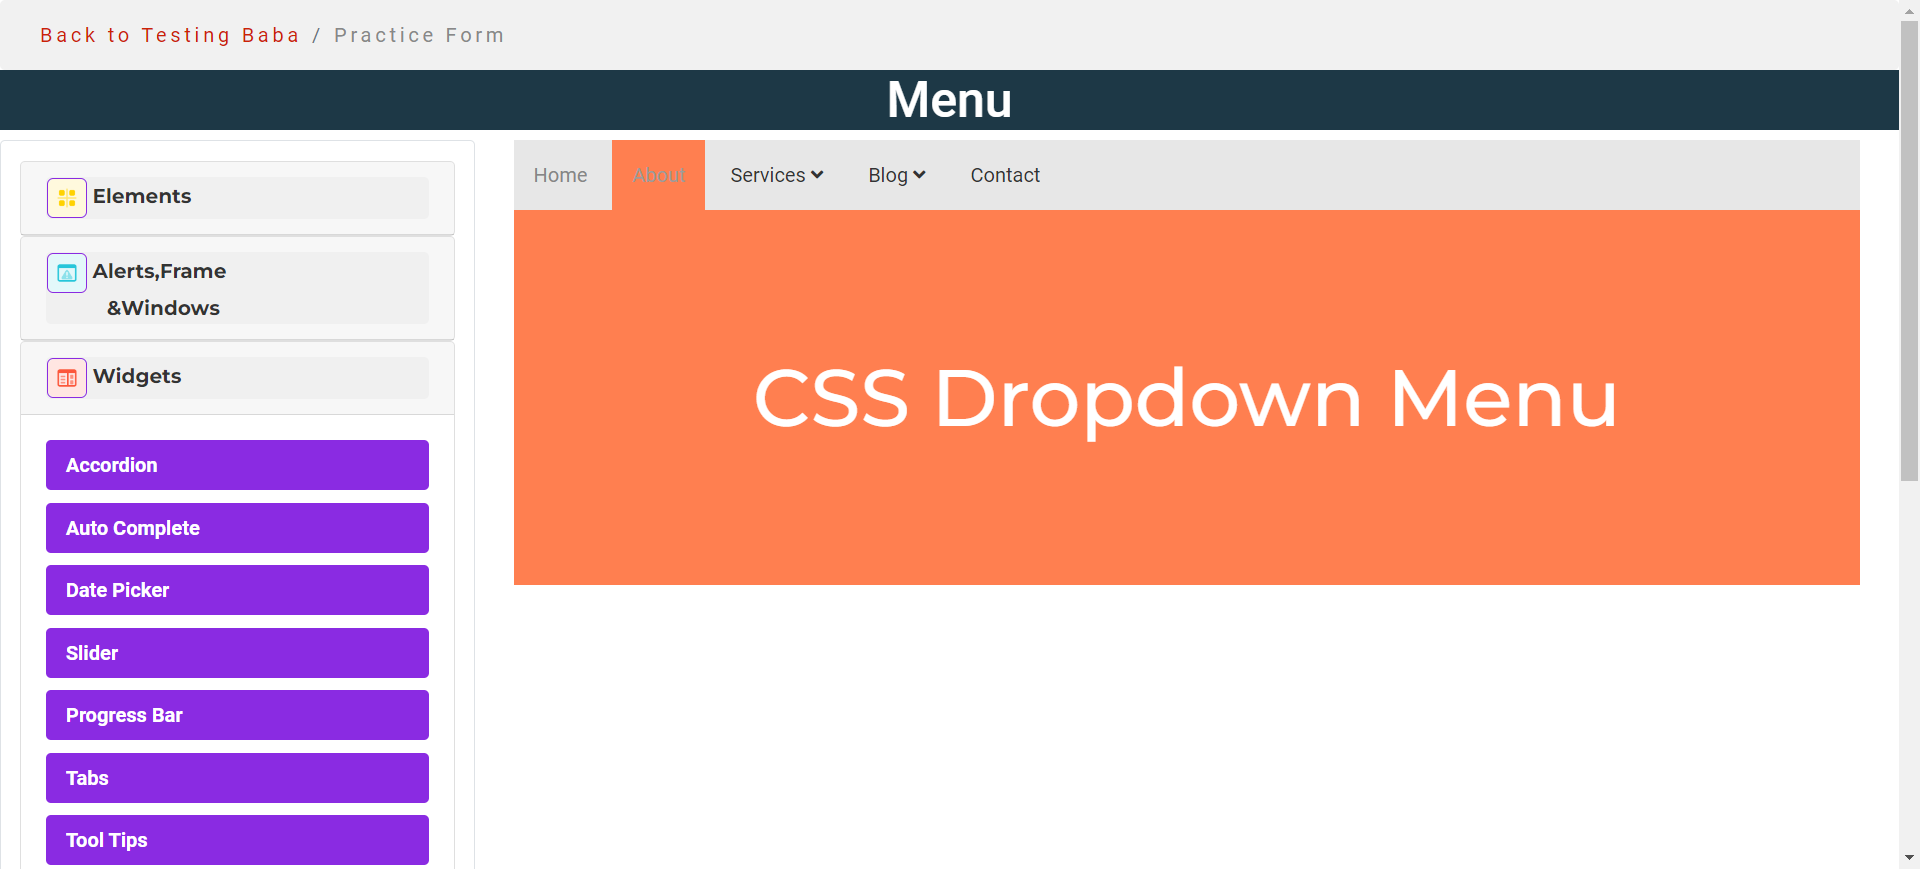 Back to Testing Baba / Practice Form
Menu
Home About Services Blog Contact
CSS Dropdown Menu
Elements
Alerts,Frame
&Windows
Widgets
Accordion
Auto Complete
Date Picker
Slider
Progress Bar
Tabs
Tool Tips